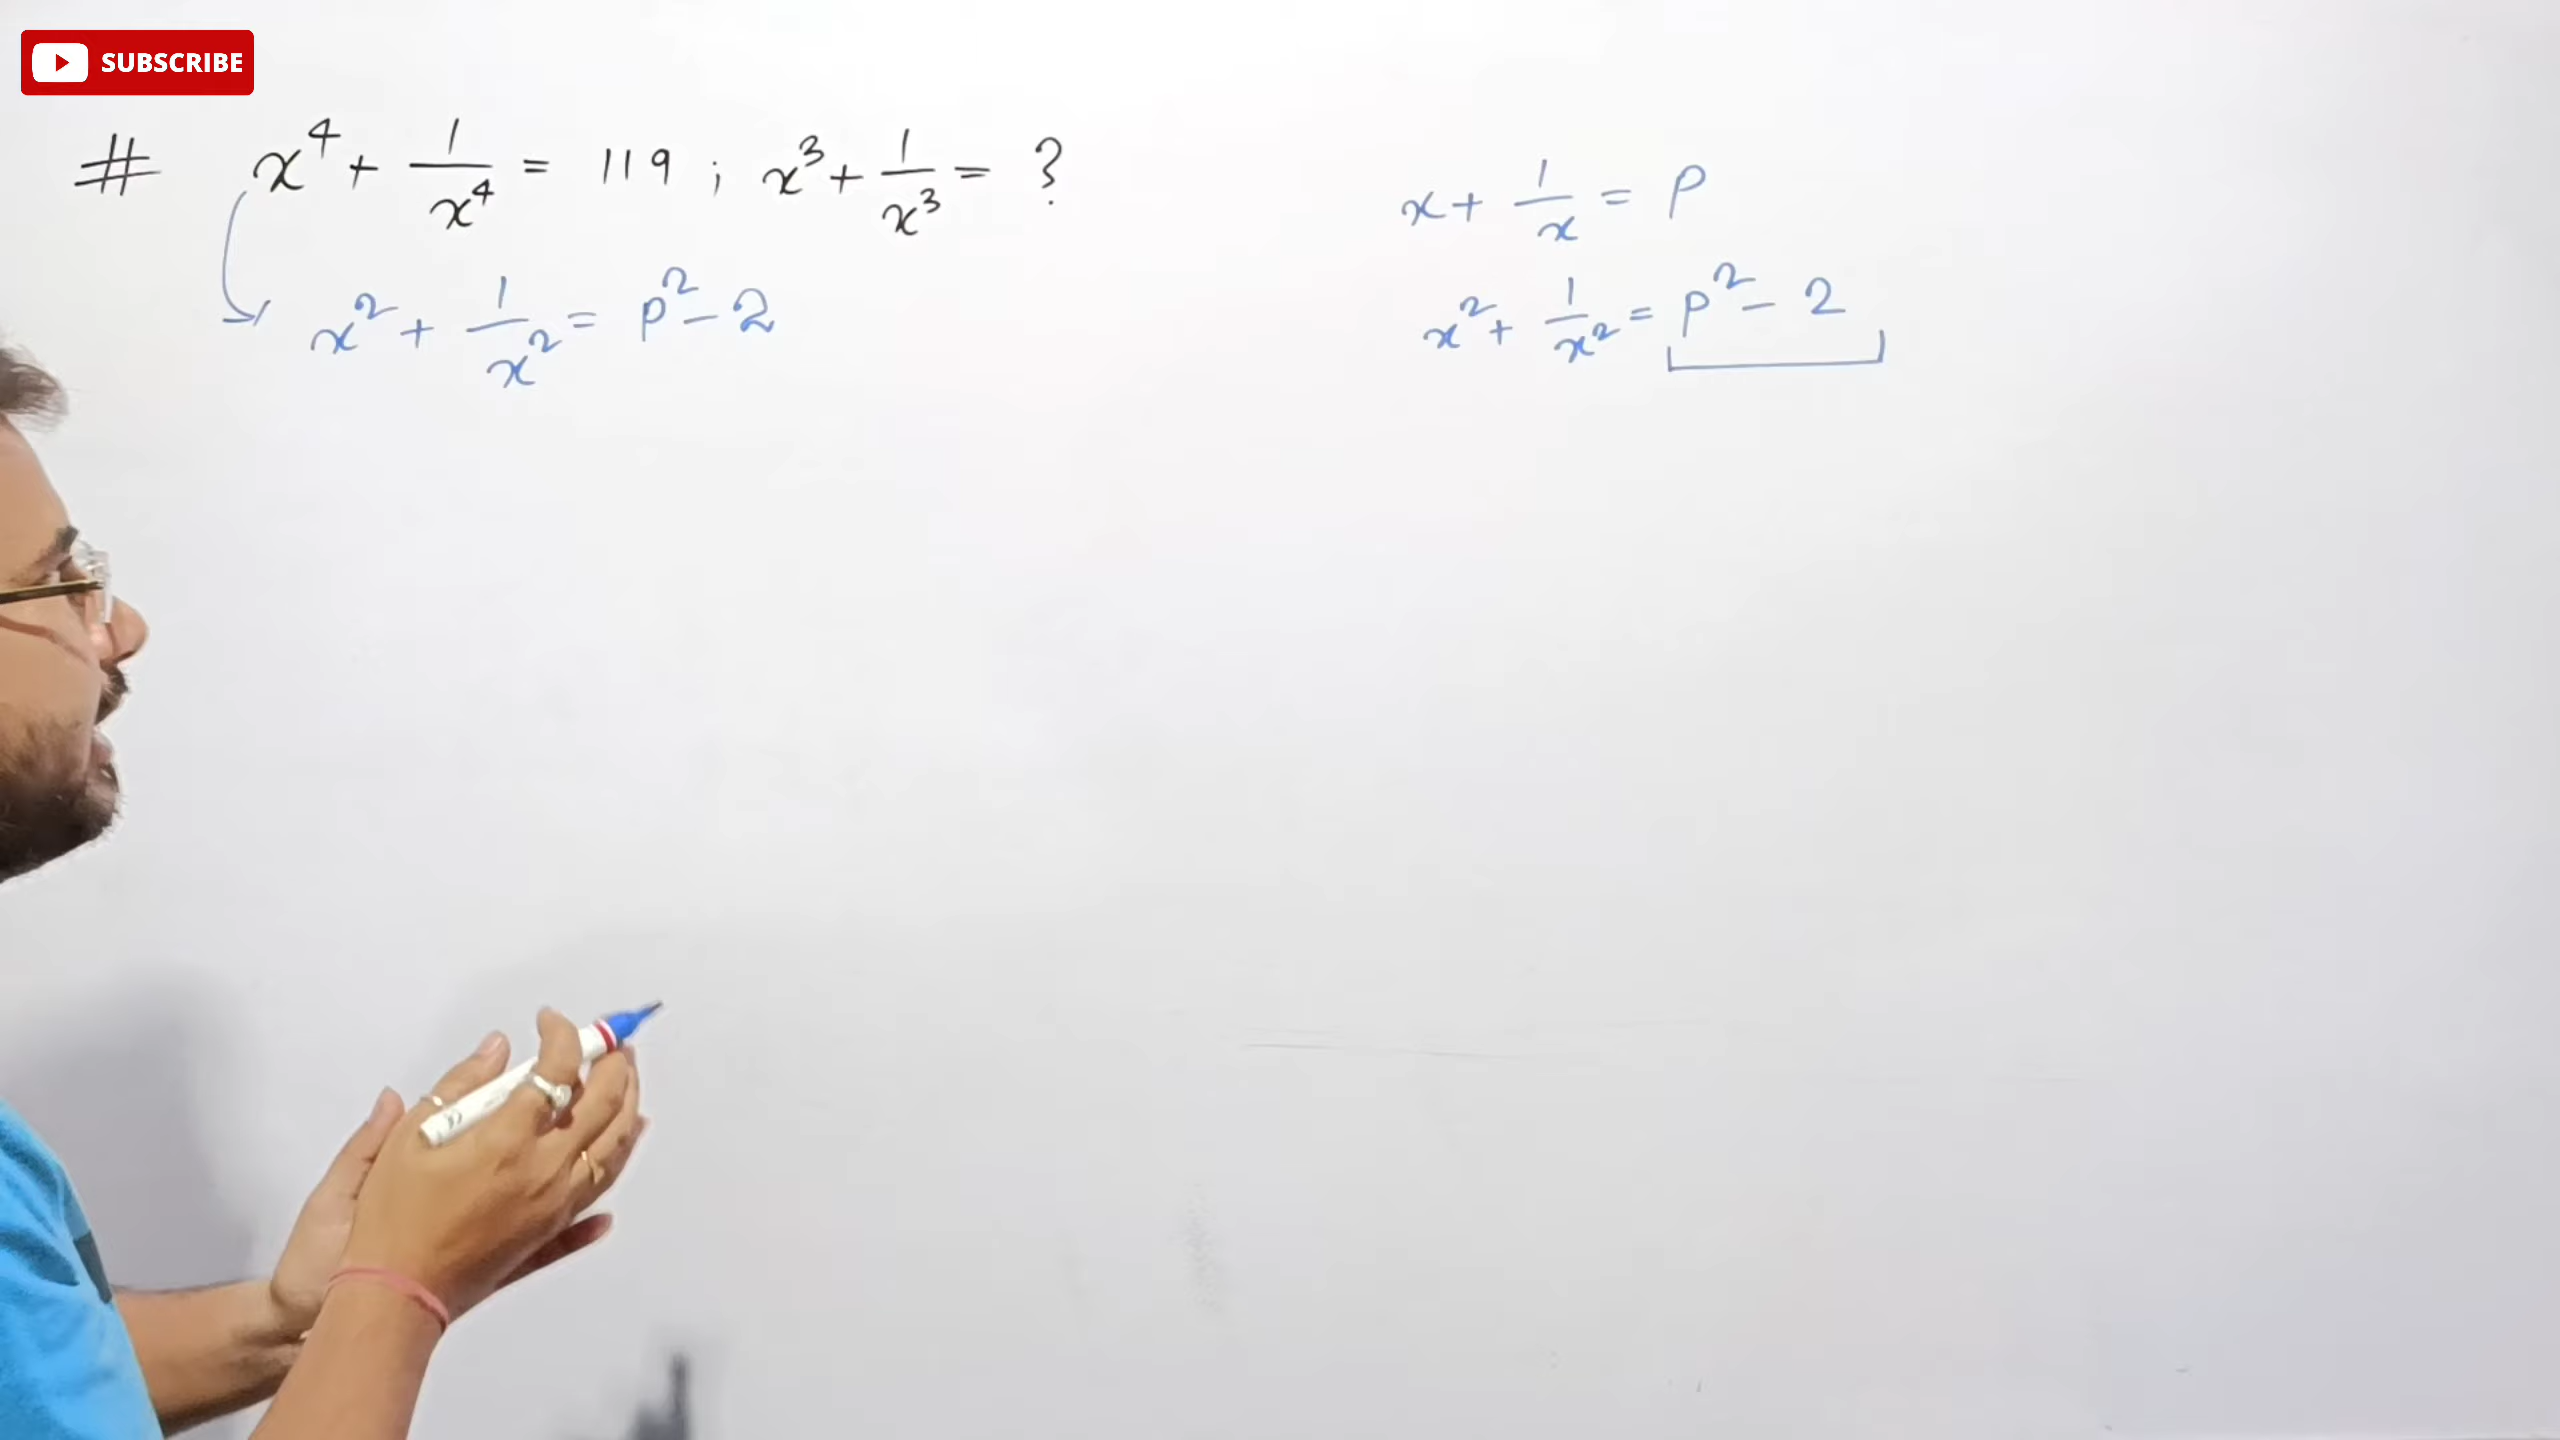 SUBSCRIBE
# x⁴ + 1/x⁴ = 119 ; x³ + 1/x³ = ?
x² + 1/x² = p² - 2
x + 1/x = P
x² + 1/x² = p² - 2